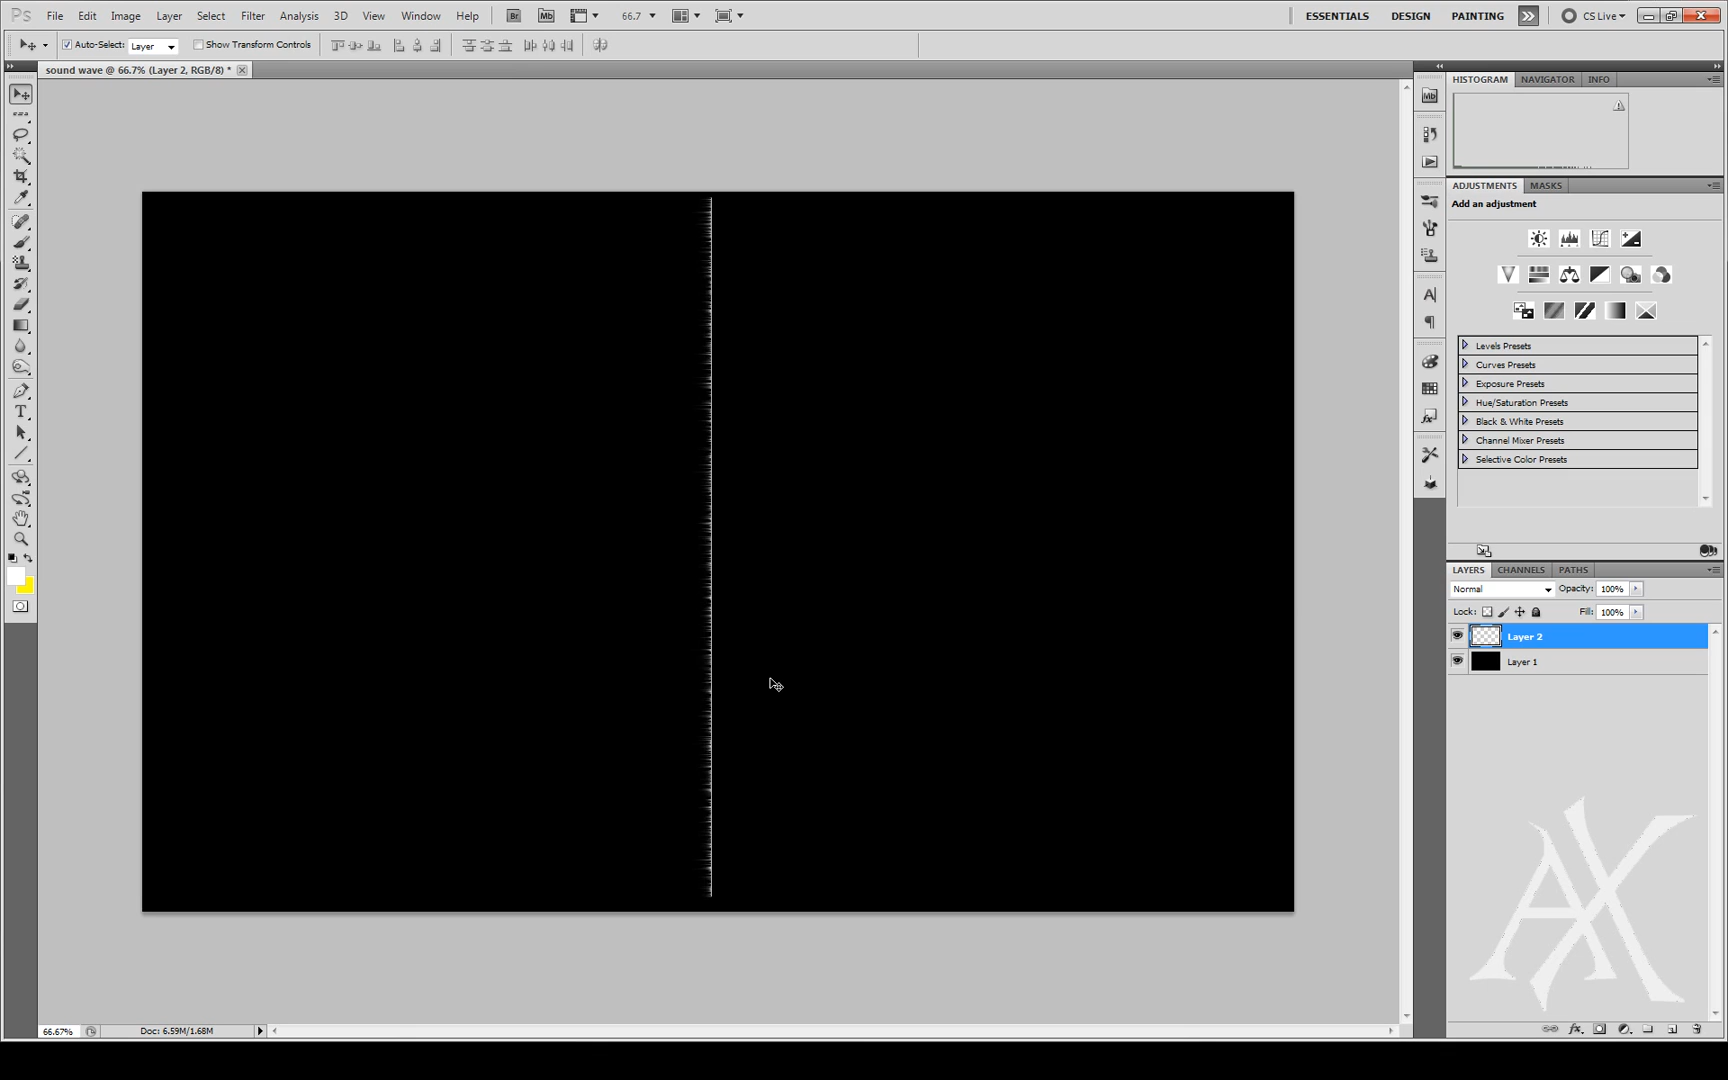 Ps File Edit Image Layer Select Filter Analysis 3D View Window Help Br Mb 66.7 ESSENTIALS DESIGN PAINTING CS Live
Auto-Select: Layer Show Transform Controls
sound wave @ 66.7% (Layer 2, RGB/8) *
HISTOGRAM NAVIGATOR INFO
Mb
ADJUSTMENTS MASKS
Add an adjustment
Levels Presets
Curves Presets
Exposure Presets
Hue/Saturation Presets
Black & White Presets
Channel Mixer Presets
Selective Color Presets
LAYERS CHANNELS PATHS
Normal Opacity: 100%
Lock: Fill: 100%
Layer 2
Layer 1
AX
66.67% Doc: 6.59M/1.68M